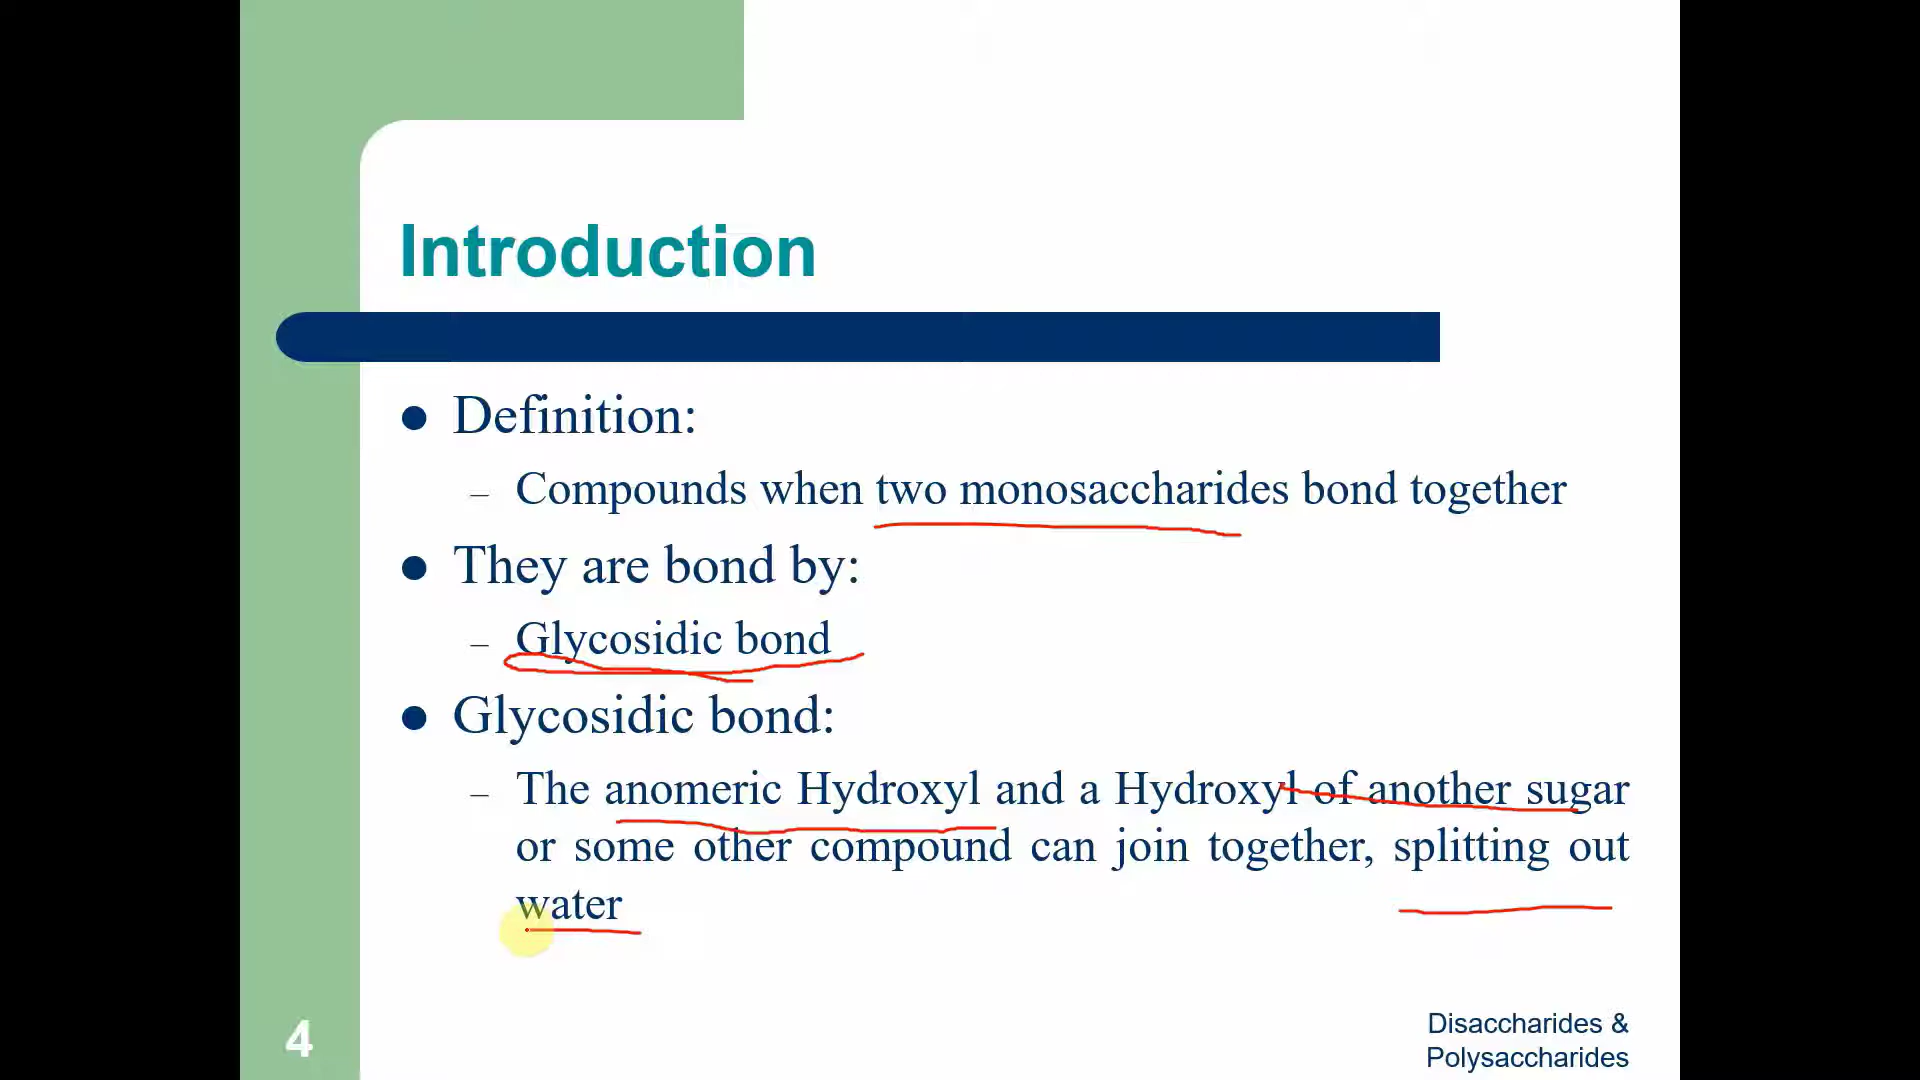 Introduction
Definition:
– Compounds when two monosaccharides bond together
They are bond by:
– Glycosidic bond
Glycosidic bond:
– The anomeric Hydroxyl and a Hydroxyl of another sugar
or some other compound can join together, splitting out
water
4
Disaccharides &
Polysaccharides